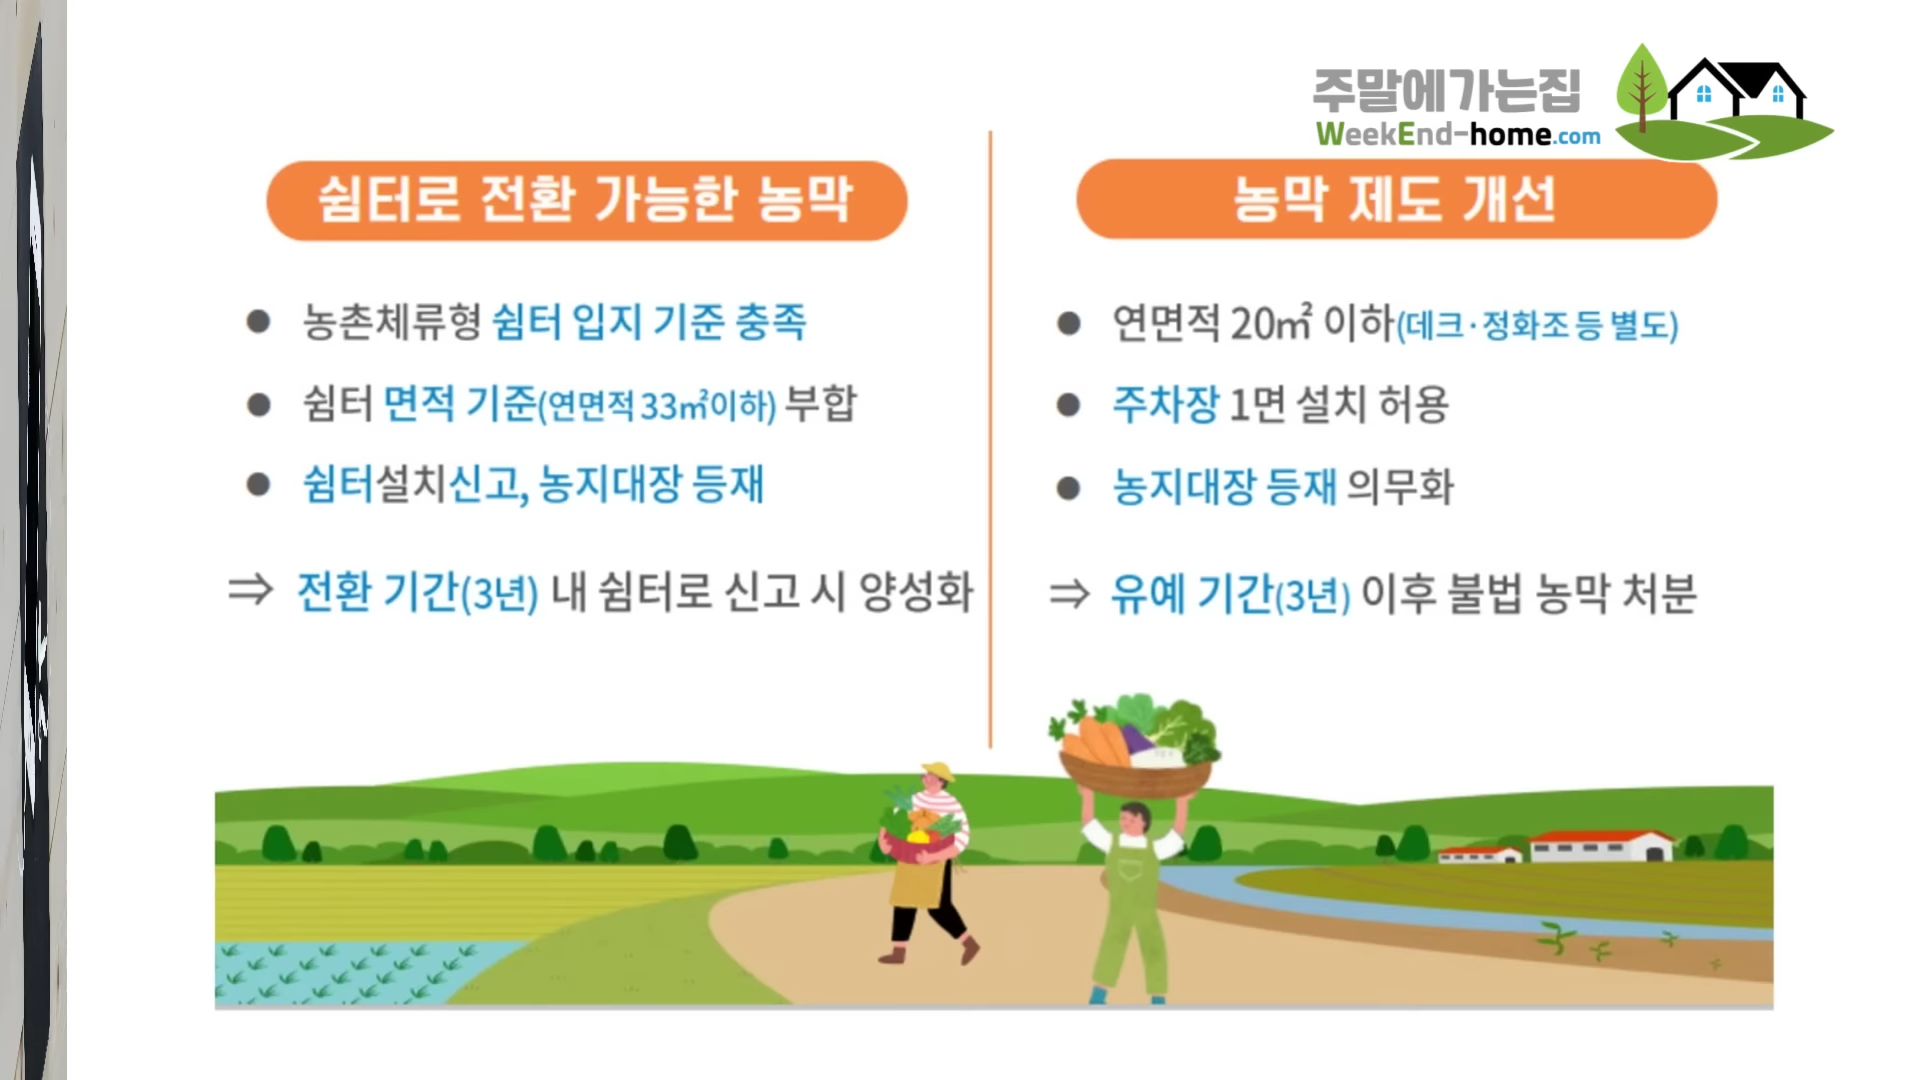 주말에가는집
WeekEnd-home.com
쉼터로 전환 가능한 농막
● 농촌체류형 쉼터 입지 기준 충족
● 쉼터 면적 기준(연면적 33㎡이하) 부합
● 쉼터설치신고, 농지대장 등재
⇒ 전환 기간(3년) 내 쉼터로 신고 시 양성화
농막 제도 개선
● 연면적 20㎡ 이하(데크·정화조 등 별도)
● 주차장 1면 설치 허용
● 농지대장 등재 의무화
⇒ 유예 기간(3년) 이후 불법 농막 처분